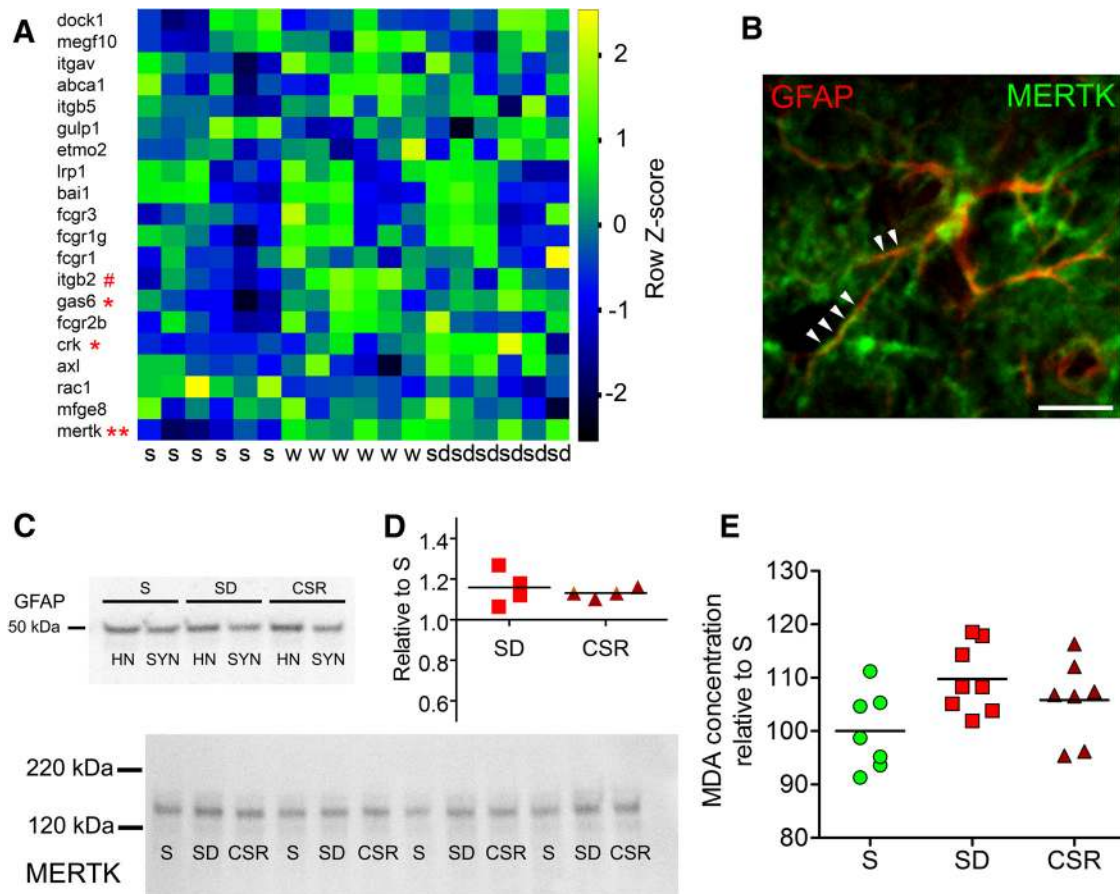 A
dock1
megf10
itgav
abca1
itgb5
gulp1
etmo2
lrp1
bai1
fcgr3
fcgr1g
fcgr1
itgb2 #
gas6 *
fcgr2b
crk *
axl
rac1
mfge8
mertk **
s s s s s s w w w w w w sd sd sd sd sd sd
2
1
0
-1
-2
Row Z-score
B
GFAP MERTK
C
S SD CSR
GFAP
50 kDa
HN SYN HN SYN HN SYN
D
1.4
1.2
1.0
0.8
0.6
Relative to S
SD CSR
220 kDa
120 kDa
S SD CSR S SD CSR S SD CSR S SD CSR
MERTK
E
130
120
110
100
90
80
MDA concentration
relative to S
S SD CSR